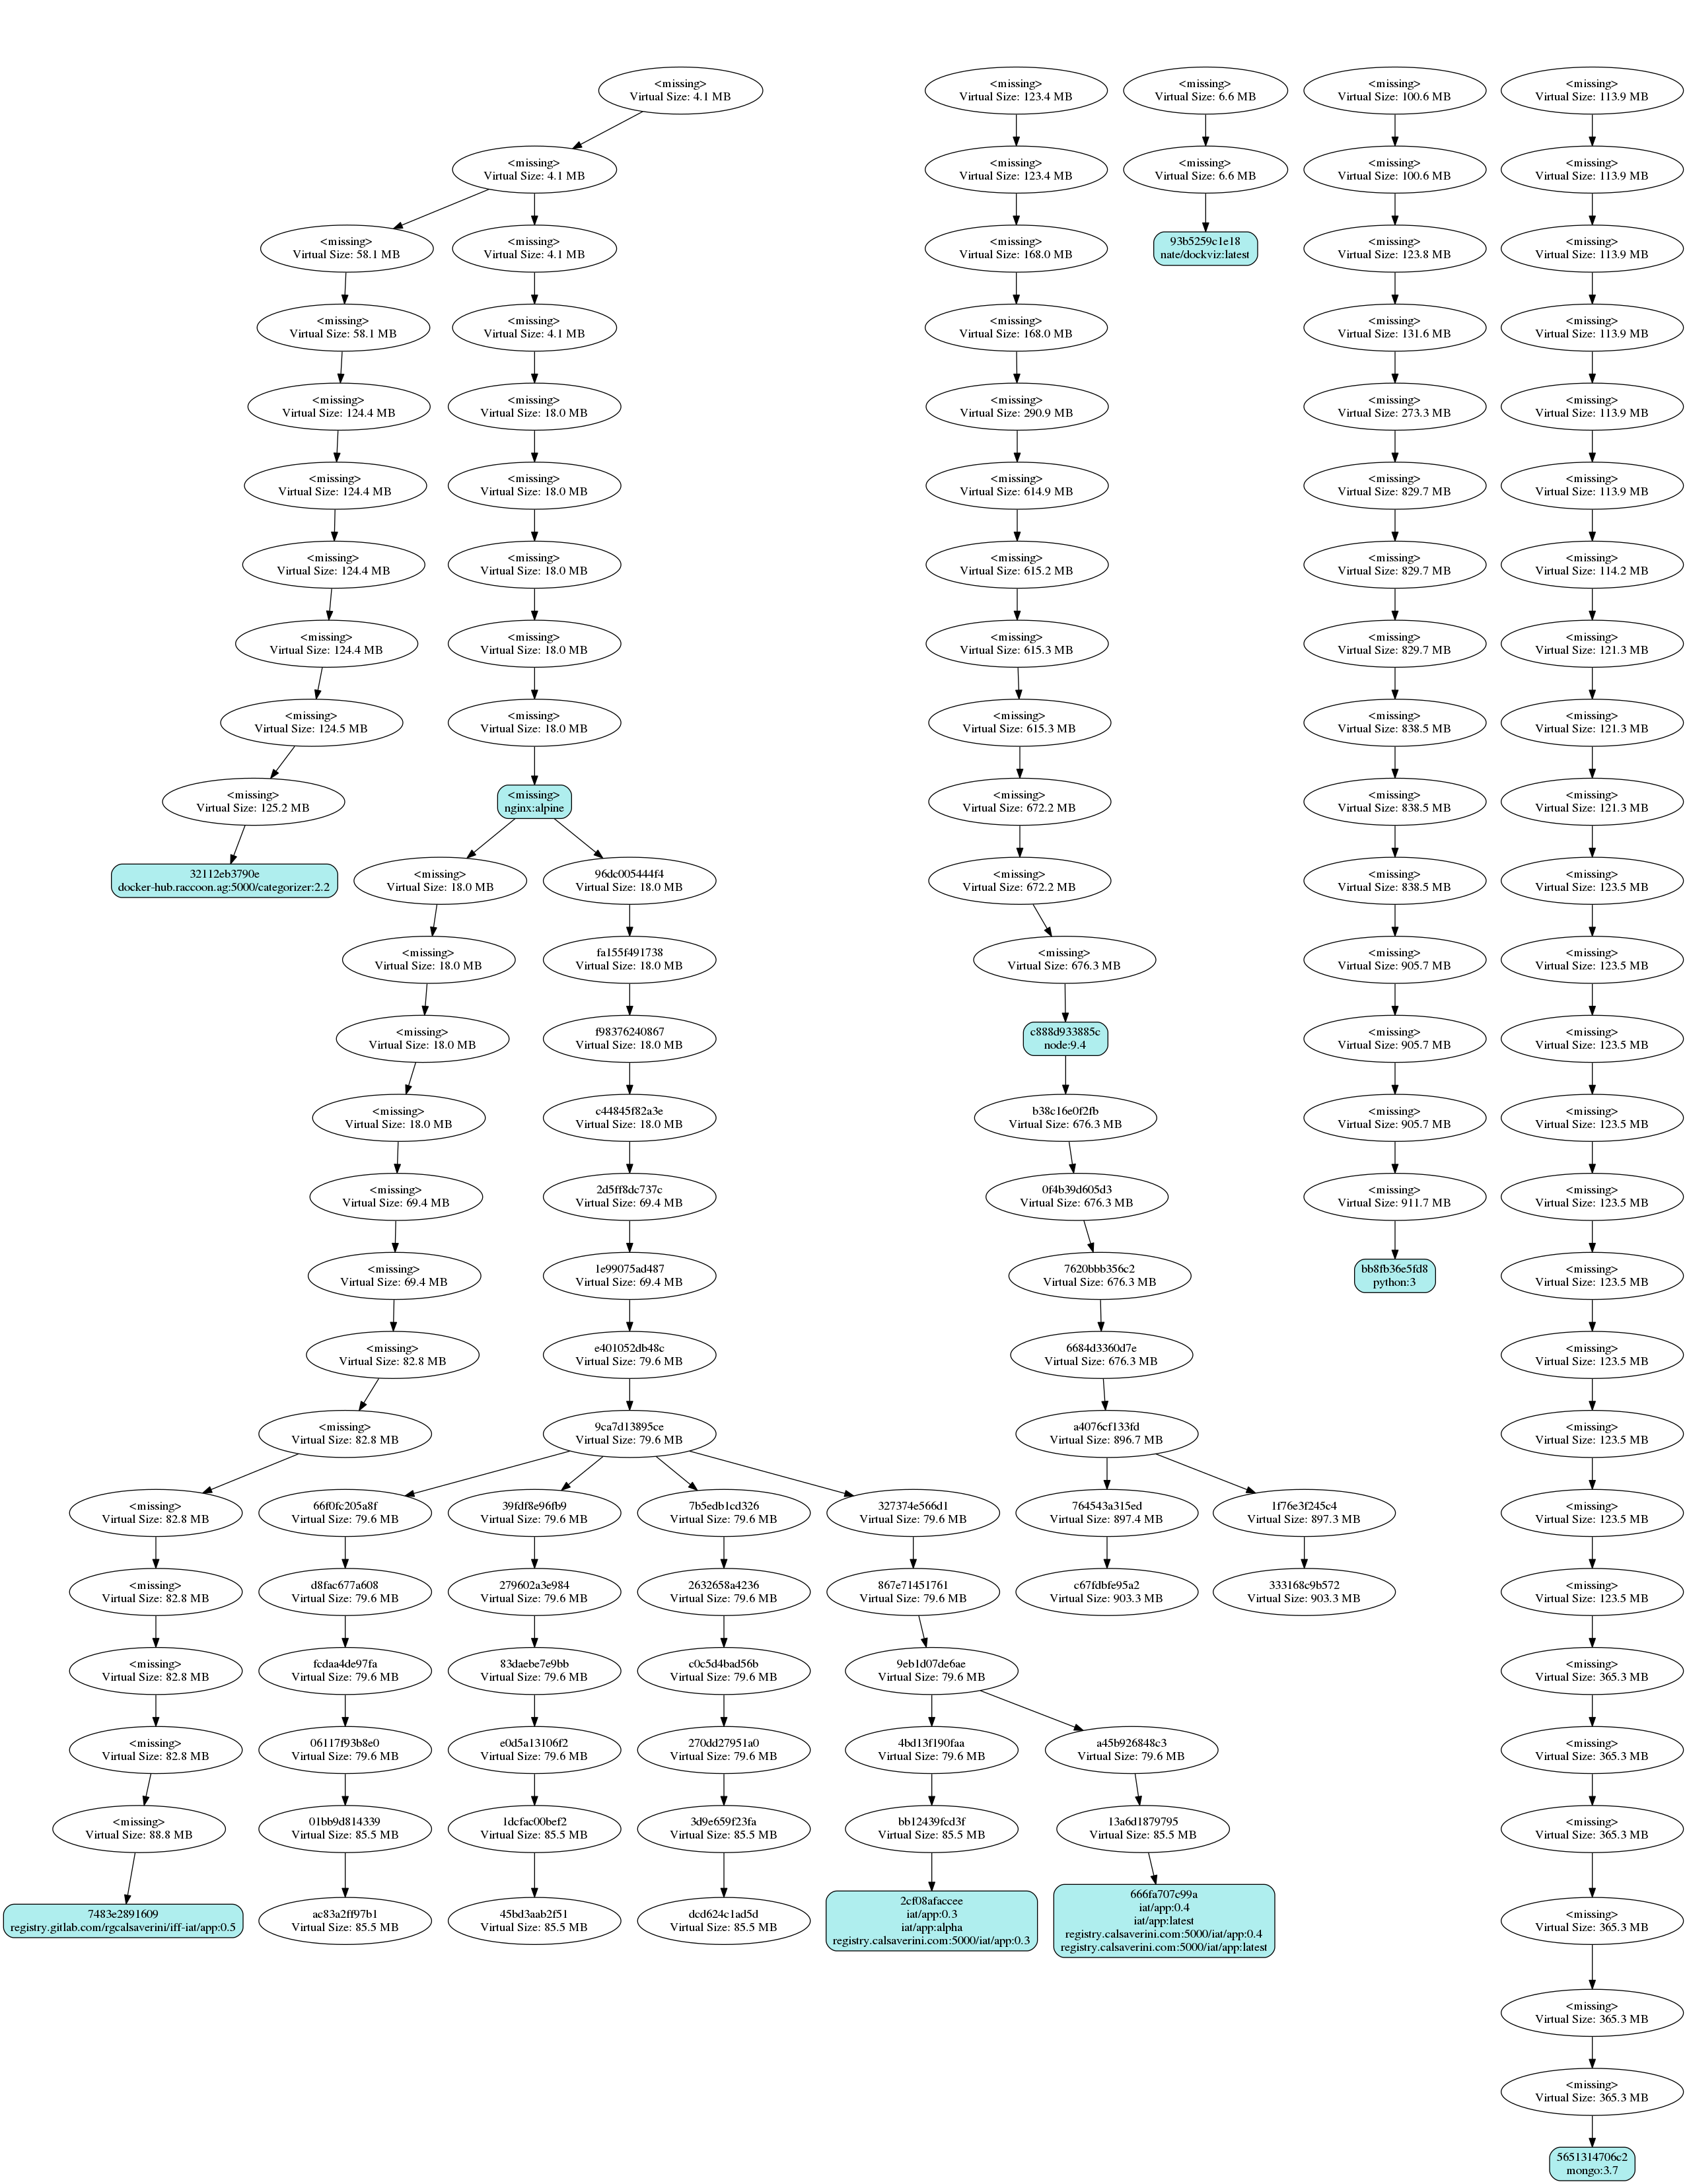 <missing>
Virtual Size: 4.1 MB
<missing>
Virtual Size: 123.4 MB
<missing>
Virtual Size: 6.6 MB
<missing>
Virtual Size: 100.6 MB
<missing>
Virtual Size: 113.9 MB
<missing>
Virtual Size: 4.1 MB
<missing>
Virtual Size: 123.4 MB
<missing>
Virtual Size: 6.6 MB
<missing>
Virtual Size: 100.6 MB
<missing>
Virtual Size: 113.9 MB
<missing>
Virtual Size: 58.1 MB
<missing>
Virtual Size: 4.1 MB
<missing>
Virtual Size: 168.0 MB
93b5259c1e18
nate/dockviz:latest
<missing>
Virtual Size: 123.8 MB
<missing>
Virtual Size: 113.9 MB
<missing>
Virtual Size: 58.1 MB
<missing>
Virtual Size: 4.1 MB
<missing>
Virtual Size: 168.0 MB
<missing>
Virtual Size: 131.6 MB
<missing>
Virtual Size: 113.9 MB
<missing>
Virtual Size: 124.4 MB
<missing>
Virtual Size: 18.0 MB
<missing>
Virtual Size: 290.9 MB
<missing>
Virtual Size: 273.3 MB
<missing>
Virtual Size: 113.9 MB
<missing>
Virtual Size: 124.4 MB
<missing>
Virtual Size: 18.0 MB
<missing>
Virtual Size: 614.9 MB
<missing>
Virtual Size: 829.7 MB
<missing>
Virtual Size: 113.9 MB
<missing>
Virtual Size: 124.4 MB
<missing>
Virtual Size: 18.0 MB
<missing>
Virtual Size: 615.2 MB
<missing>
Virtual Size: 829.7 MB
<missing>
Virtual Size: 114.2 MB
<missing>
Virtual Size: 124.4 MB
<missing>
Virtual Size: 18.0 MB
<missing>
Virtual Size: 615.3 MB
<missing>
Virtual Size: 829.7 MB
<missing>
Virtual Size: 121.3 MB
<missing>
Virtual Size: 124.5 MB
<missing>
Virtual Size: 18.0 MB
<missing>
Virtual Size: 615.3 MB
<missing>
Virtual Size: 838.5 MB
<missing>
Virtual Size: 121.3 MB
<missing>
Virtual Size: 125.2 MB
<missing>
nginx:alpine
<missing>
Virtual Size: 672.2 MB
<missing>
Virtual Size: 838.5 MB
<missing>
Virtual Size: 121.3 MB
32112eb3790e
docker-hub.raccoon.ag:5000/categorizer:2.2
<missing>
Virtual Size: 18.0 MB
96dc005444f4
Virtual Size: 18.0 MB
<missing>
Virtual Size: 672.2 MB
<missing>
Virtual Size: 838.5 MB
<missing>
Virtual Size: 123.5 MB
<missing>
Virtual Size: 18.0 MB
fa155f491738
Virtual Size: 18.0 MB
<missing>
Virtual Size: 676.3 MB
<missing>
Virtual Size: 905.7 MB
<missing>
Virtual Size: 123.5 MB
<missing>
Virtual Size: 18.0 MB
f98376240867
Virtual Size: 18.0 MB
c888d933885c
node:9.4
<missing>
Virtual Size: 905.7 MB
<missing>
Virtual Size: 123.5 MB
<missing>
Virtual Size: 18.0 MB
c44845f82a3e
Virtual Size: 18.0 MB
b38c16e0f2fb
Virtual Size: 676.3 MB
<missing>
Virtual Size: 905.7 MB
<missing>
Virtual Size: 123.5 MB
<missing>
Virtual Size: 69.4 MB
2d5ff8dc737c
Virtual Size: 69.4 MB
0f4b39d605d3
Virtual Size: 676.3 MB
<missing>
Virtual Size: 911.7 MB
<missing>
Virtual Size: 123.5 MB
<missing>
Virtual Size: 69.4 MB
1e99075ad487
Virtual Size: 69.4 MB
7620bbb356c2
Virtual Size: 676.3 MB
bb8fb36e5fd8
python:3
<missing>
Virtual Size: 123.5 MB
<missing>
Virtual Size: 82.8 MB
e401052db48c
Virtual Size: 79.6 MB
6684d3360d7e
Virtual Size: 676.3 MB
<missing>
Virtual Size: 123.5 MB
<missing>
Virtual Size: 82.8 MB
9ca7d13895ce
Virtual Size: 79.6 MB
a4076cf133fd
Virtual Size: 896.7 MB
<missing>
Virtual Size: 123.5 MB
<missing>
Virtual Size: 82.8 MB
66f0fc205a8f
Virtual Size: 79.6 MB
39fdf8e96fb9
Virtual Size: 79.6 MB
7b5edb1cd326
Virtual Size: 79.6 MB
327374e566d1
Virtual Size: 79.6 MB
764543a315ed
Virtual Size: 897.4 MB
1f76e3f245c4
Virtual Size: 897.3 MB
<missing>
Virtual Size: 123.5 MB
<missing>
Virtual Size: 82.8 MB
d8fac677a608
Virtual Size: 79.6 MB
279602a3e984
Virtual Size: 79.6 MB
2632658a4236
Virtual Size: 79.6 MB
867e71451761
Virtual Size: 79.6 MB
c67fdbfe95a2
Virtual Size: 903.3 MB
333168c9b572
Virtual Size: 903.3 MB
<missing>
Virtual Size: 123.5 MB
<missing>
Virtual Size: 82.8 MB
fcdaa4de97fa
Virtual Size: 79.6 MB
83daebe7e9bb
Virtual Size: 79.6 MB
c0c5d4bad56b
Virtual Size: 79.6 MB
9eb1d07de6ae
Virtual Size: 79.6 MB
<missing>
Virtual Size: 365.3 MB
<missing>
Virtual Size: 82.8 MB
06117f93b8e0
Virtual Size: 79.6 MB
e0d5a13106f2
Virtual Size: 79.6 MB
270dd27951a0
Virtual Size: 79.6 MB
4bd13f190faa
Virtual Size: 79.6 MB
a45b926848c3
Virtual Size: 79.6 MB
<missing>
Virtual Size: 365.3 MB
<missing>
Virtual Size: 88.8 MB
01bb9d814339
Virtual Size: 85.5 MB
1dcfac00bef2
Virtual Size: 85.5 MB
3d9e659f23fa
Virtual Size: 85.5 MB
bb12439fcd3f
Virtual Size: 85.5 MB
13a6d1879795
Virtual Size: 85.5 MB
<missing>
Virtual Size: 365.3 MB
7483e2891609
registry.gitlab.com/rgcalsaverini/iff-iat/app:0.5
ac83a2ff97b1
Virtual Size: 85.5 MB
45bd3aab2f51
Virtual Size: 85.5 MB
dcd624c1ad5d
Virtual Size: 85.5 MB
2cf08afaccee
iat/app:0.3
iat/app:alpha
registry.calsaverini.com:5000/iat/app:0.3
666fa707c99a
iat/app:0.4
iat/app:latest
registry.calsaverini.com:5000/iat/app:0.4
registry.calsaverini.com:5000/iat/app:latest
<missing>
Virtual Size: 365.3 MB
<missing>
Virtual Size: 365.3 MB
<missing>
Virtual Size: 365.3 MB
5651314706c2
mongo:3.7